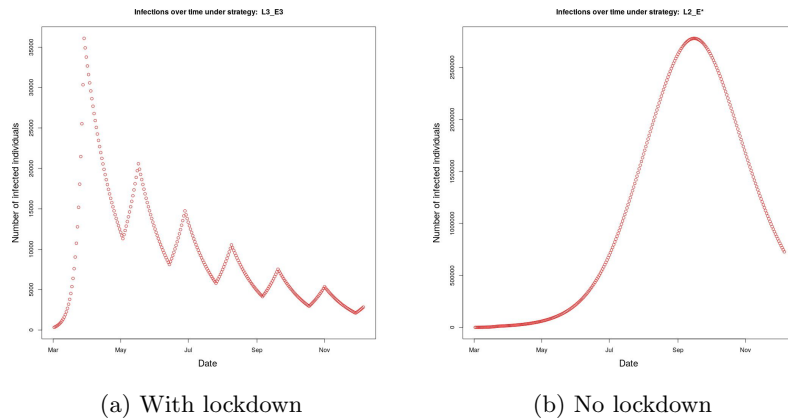 Infections over time under strategy: L3_E3
Number of infected individuals
35000
30000
25000
20000
15000
10000
5000
0
Mar May Jul Sep Nov
Date
(a) With lockdown
Infections over time under strategy: L2_E*
Number of infected individuals
2500000
2000000
1500000
1000000
500000
0
Mar May Jul Sep Nov
Date
(b) No lockdown